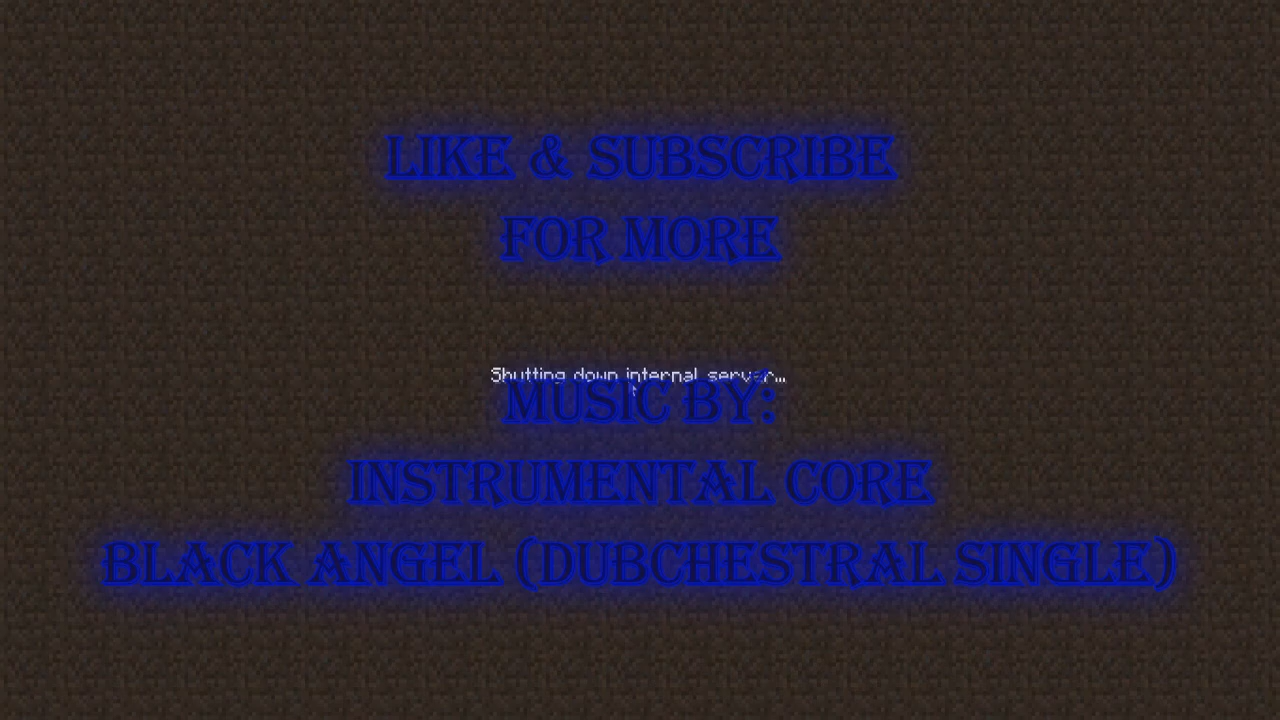 LIKE & SUBSCRIBE
FOR MORE
Shutting down internal server...
MUSIC BY:
INSTRUMENTAL CORE
BLACK ANGEL (DUBCHESTRAL SINGLE)